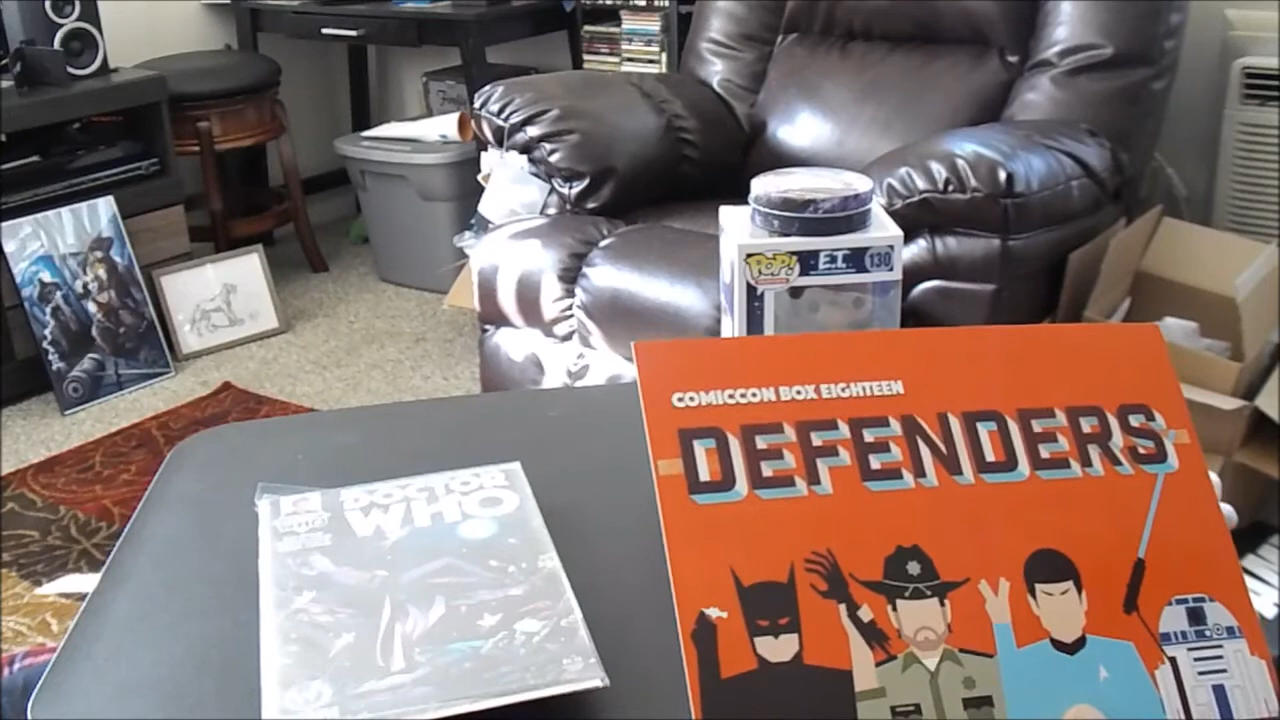 POP!
E.T.
130
COMICCON BOX EIGHTEEN
DEFENDERS
DOCTOR
WHO